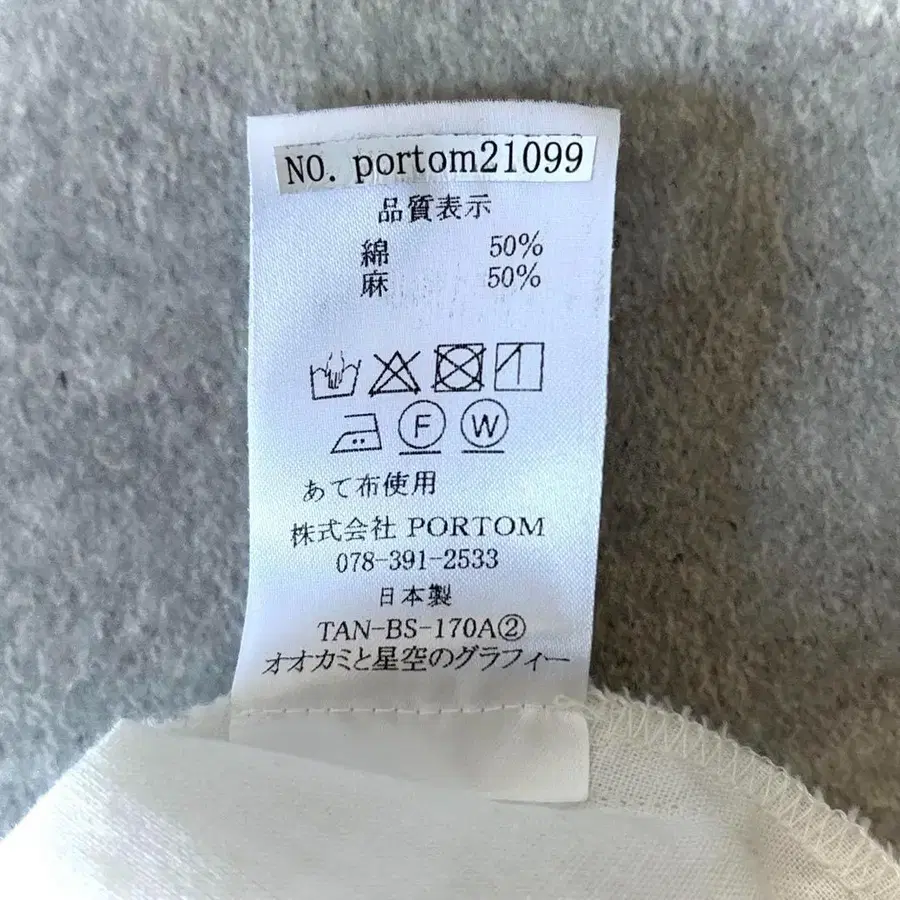 NO. portom21099
品質表示
綿 50%
麻 50%
F W
あて布使用
株式会社 PORTOM
078-391-2533
日本製
TAN-BS-170A②
オオカミと星空のグラフィー